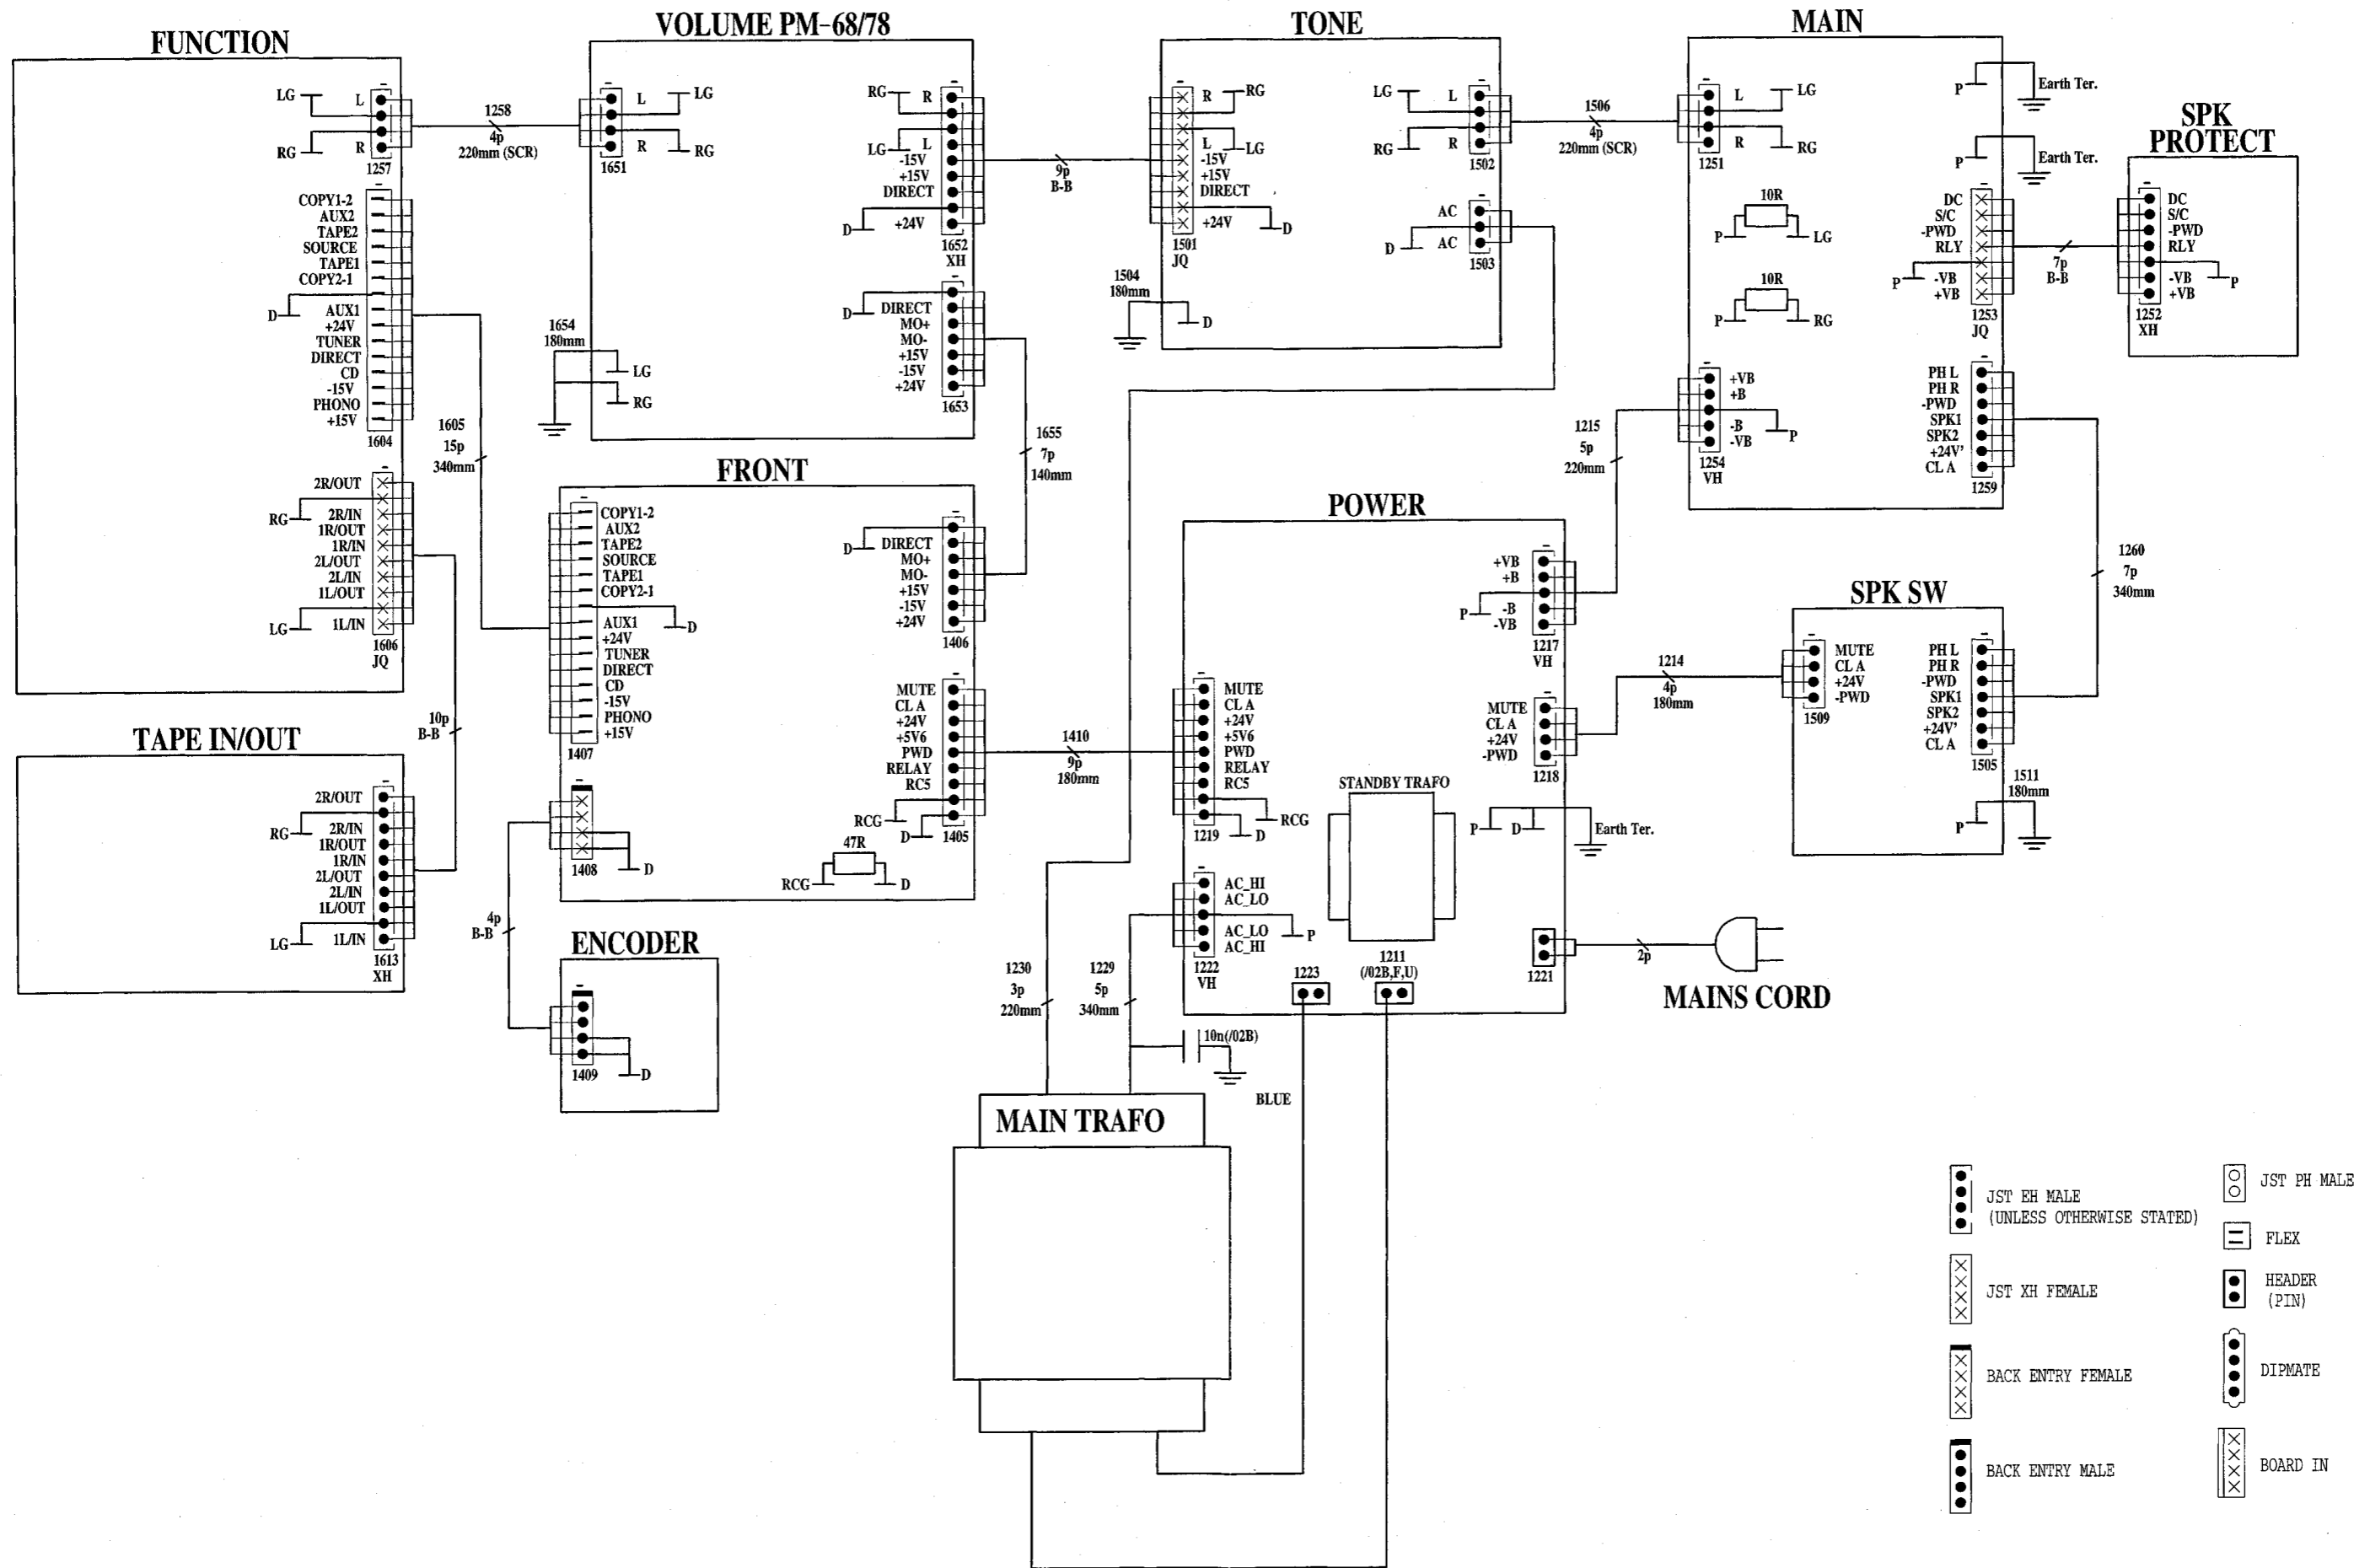 FUNCTION
LG
L
RG
R
1257
COPY1-2
AUX2
TAPE2
SOURCE
TAPE1
COPY2-1
D
AUX1
+24V
TUNER
DIRECT
CD
-15V
PHONO
+15V
1604
2R/OUT
RG
2R/IN
1R/OUT
1R/IN
2L/OUT
2L/IN
1L/OUT
LG
1L/IN
1606
JQ
1258
4p
220mm (SCR)
1605
15p
340mm
10p
B-B
TAPE IN/OUT
2R/OUT
RG
2R/IN
1R/OUT
1R/IN
2L/OUT
2L/IN
1L/OUT
LG
1L/IN
1613
XH
VOLUME PM-68/78
L
LG
R
RG
1651
RG
R
LG
L
-15V
+15V
DIRECT
D
+24V
1652
XH
D
DIRECT
MO+
MO-
+15V
-15V
+24V
1653
1654
180mm
LG
RG
9p
B-B
1655
7p
140mm
FRONT
COPY1-2
AUX2
TAPE2
SOURCE
TAPE1
COPY2-1
D
AUX1
+24V
TUNER
DIRECT
CD
-15V
PHONO
+15V
1407
1408
D
D
DIRECT
MO+
MO-
+15V
-15V
+24V
1406
MUTE
CL A
+24V
+5V6
PWD
RELAY
RC5
RCG
D
1405
47R
RCG
D
4p
B-B
ENCODER
1409
D
1410
9p
180mm
TONE
R
RG
L
LG
-15V
+15V
DIRECT
+24V
D
1501
JQ
1504
180mm
D
LG
L
RG
R
1502
AC
D
AC
1503
1506
4p
220mm (SCR)
MAIN
L
LG
R
RG
1251
P
Earth Ter.
P
Earth Ter.
10R
P
LG
10R
P
RG
DC
S/C
-PWD
RLY
P
-VB
+VB
1253
JQ
+VB
+B
P
-B
-VB
1254
VH
PH L
PH R
-PWD
SPK1
SPK2
+24V'
CL A
1259
7p
B-B
SPK
PROTECT
DC
S/C
-PWD
RLY
-VB
P
+VB
1252
XH
1215
5p
220mm
1260
7p
340mm
POWER
+VB
+B
P
-B
-VB
1217
VH
MUTE
CL A
+24V
-PWD
1218
MUTE
CL A
+24V
+5V6
PWD
RELAY
RC5
RCG
D
1219
STANDBY TRAFO
P
D
Earth Ter.
AC_HI
AC_LO
P
AC_LO
AC_HI
1222
VH
1223
1211
(/02B,F,U)
1221
2p
MAINS CORD
1214
4p
180mm
SPK SW
MUTE
CL A
+24V
-PWD
1509
PH L
PH R
-PWD
SPK1
SPK2
+24V'
CL A
1505
1511
180mm
P
1230
3p
220mm
1229
5p
340mm
10n(/02B)
BLUE
MAIN TRAFO
JST EH MALE
(UNLESS OTHERWISE STATED)
JST XH FEMALE
BACK ENTRY FEMALE
BACK ENTRY MALE
JST PH MALE
FLEX
HEADER
(PIN)
DIPMATE
BOARD IN